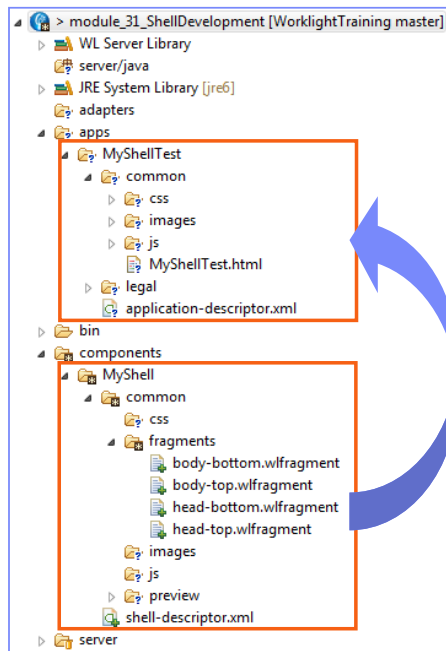 > module_31_ShellDevelopment [WorklightTraining master]
WL Server Library
server/java
JRE System Library [jre6]
adapters
apps
MyShellTest
common
css
images
js
MyShellTest.html
legal
application-descriptor.xml
bin
components
MyShell
common
css
fragments
body-bottom.wlfragment
body-top.wlfragment
head-bottom.wlfragment
head-top.wlfragment
images
js
preview
shell-descriptor.xml
server